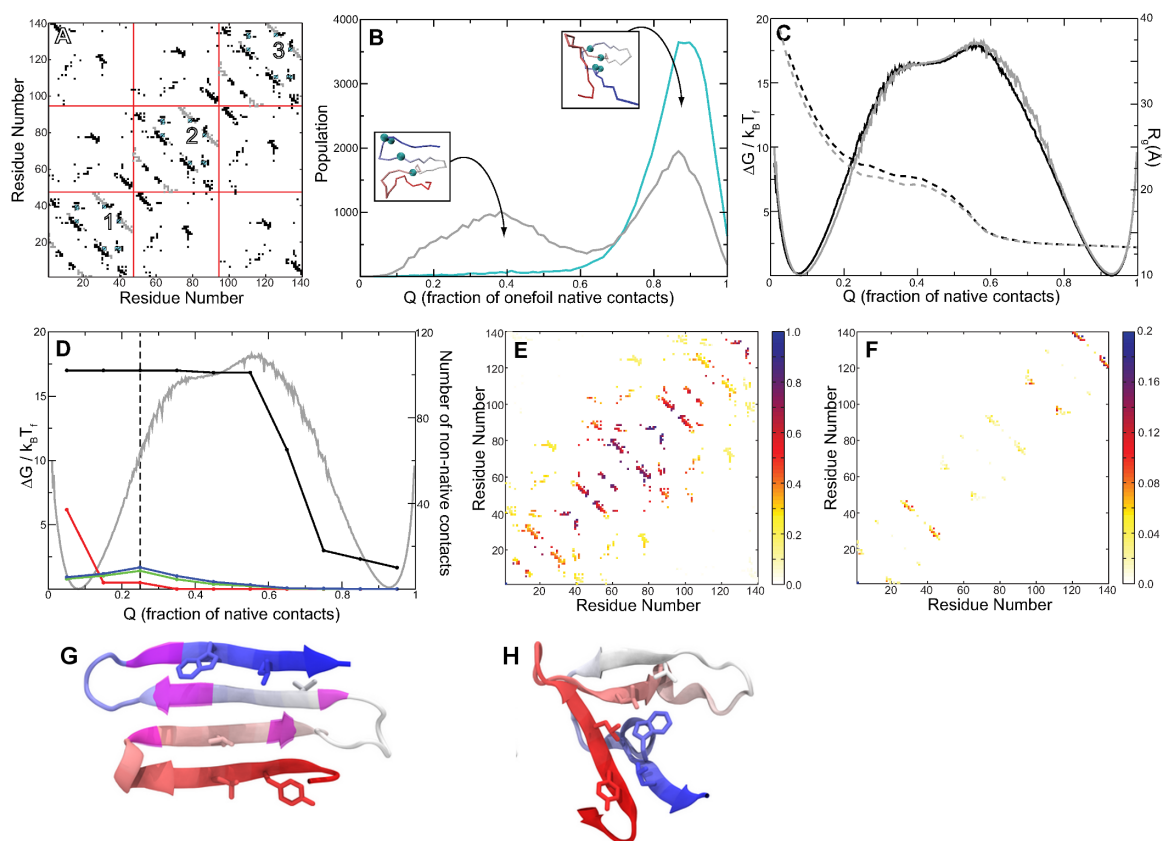 A
140
120
100
80
60
40
20
20 40 60 80 100 120 140
1
2
3
Residue Number
Residue Number
B
4000
3000
2000
1000
0 0.2 0.4 0.6 0.8 1
Population
Q (fraction of onefoil native contacts)
C
20
15
10
5
0 0.2 0.4 0.6 0.8 1
40
35
30
25
20
15
10
ΔG / kBTf
Rg(Å)
Q (fraction of native contacts)
D
20
15
10
5
0 0.2 0.4 0.6 0.8 1
120
80
40
0
ΔG / kBTf
Number of non-native contacts
Q (fraction of native contacts)
E
140
120
100
80
60
40
20
20 40 60 80 100 120 140
1.0
0.8
0.6
0.4
0.2
0.0
Residue Number
Residue Number
F
140
120
100
80
60
40
20
20 40 60 80 100 120 140
0.2
0.16
0.12
0.08
0.04
0.0
Residue Number
Residue Number
G
H